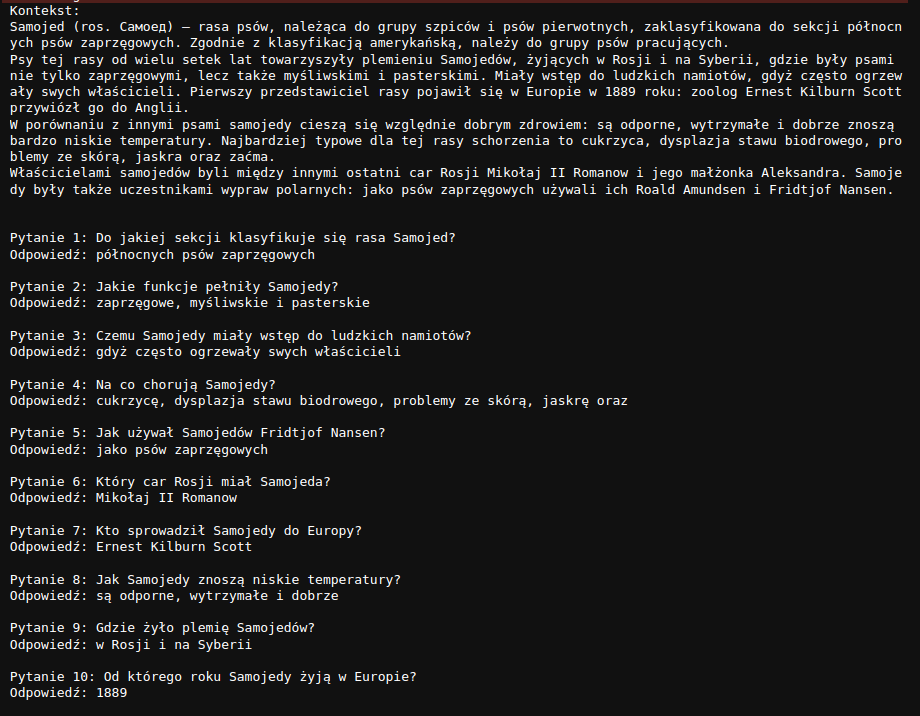 Kontekst:
Samojed (ros. Самоед) – rasa psów, należąca do grupy szpiców i psów pierwotnych, zaklasyfikowana do sekcji północn
ych psów zaprzęgowych. Zgodnie z klasyfikacją amerykańską, należy do grupy psów pracujących.
Psy tej rasy od wielu setek lat towarzyszyły plemieniu Samojedów, żyjących w Rosji i na Syberii, gdzie były psami
nie tylko zaprzęgowymi, lecz także myśliwskimi i pasterskimi. Miały wstęp do ludzkich namiotów, gdyż często ogrzew
ały swych właścicieli. Pierwszy przedstawiciel rasy pojawił się w Europie w 1889 roku: zoolog Ernest Kilburn Scott
przywiózł go do Anglii.
W porównaniu z innymi psami samojedy cieszą się względnie dobrym zdrowiem: są odporne, wytrzymałe i dobrze znoszą
bardzo niskie temperatury. Najbardziej typowe dla tej rasy schorzenia to cukrzyca, dysplazja stawu biodrowego, pro
blemy ze skórą, jaskra oraz zaćma.
Właścicielami samojedów byli między innymi ostatni car Rosji Mikołaj II Romanow i jego małżonka Aleksandra. Samoje
dy były także uczestnikami wypraw polarnych: jako psów zaprzęgowych używali ich Roald Amundsen i Fridtjof Nansen.
Pytanie 1: Do jakiej sekcji klasyfikuje się rasa Samojed?
Odpowiedź: północnych psów zaprzęgowych
Pytanie 2: Jakie funkcje pełniły Samojedy?
Odpowiedź: zaprzęgowe, myśliwskie i pasterskie
Pytanie 3: Czemu Samojedy miały wstęp do ludzkich namiotów?
Odpowiedź: gdyż często ogrzewały swych właścicieli
Pytanie 4: Na co chorują Samojedy?
Odpowiedź: cukrzycę, dysplazja stawu biodrowego, problemy ze skórą, jaskrę oraz
Pytanie 5: Jak używał Samojedów Fridtjof Nansen?
Odpowiedź: jako psów zaprzęgowych
Pytanie 6: Który car Rosji miał Samojeda?
Odpowiedź: Mikołaj II Romanow
Pytanie 7: Kto sprowadził Samojedy do Europy?
Odpowiedź: Ernest Kilburn Scott
Pytanie 8: Jak Samojedy znoszą niskie temperatury?
Odpowiedź: są odporne, wytrzymałe i dobrze
Pytanie 9: Gdzie żyło plemię Samojedów?
Odpowiedź: w Rosji i na Syberii
Pytanie 10: Od którego roku Samojedy żyją w Europie?
Odpowiedź: 1889